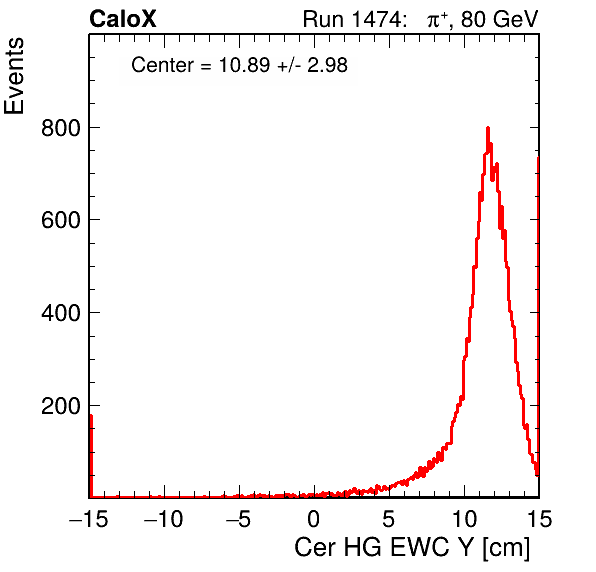 CaloX Run 1474: π⁺, 80 GeV
Center = 10.89 +/- 2.98
Events
800
600
400
200
−15 −10 −5 0 5 10 15
Cer HG EWC Y [cm]